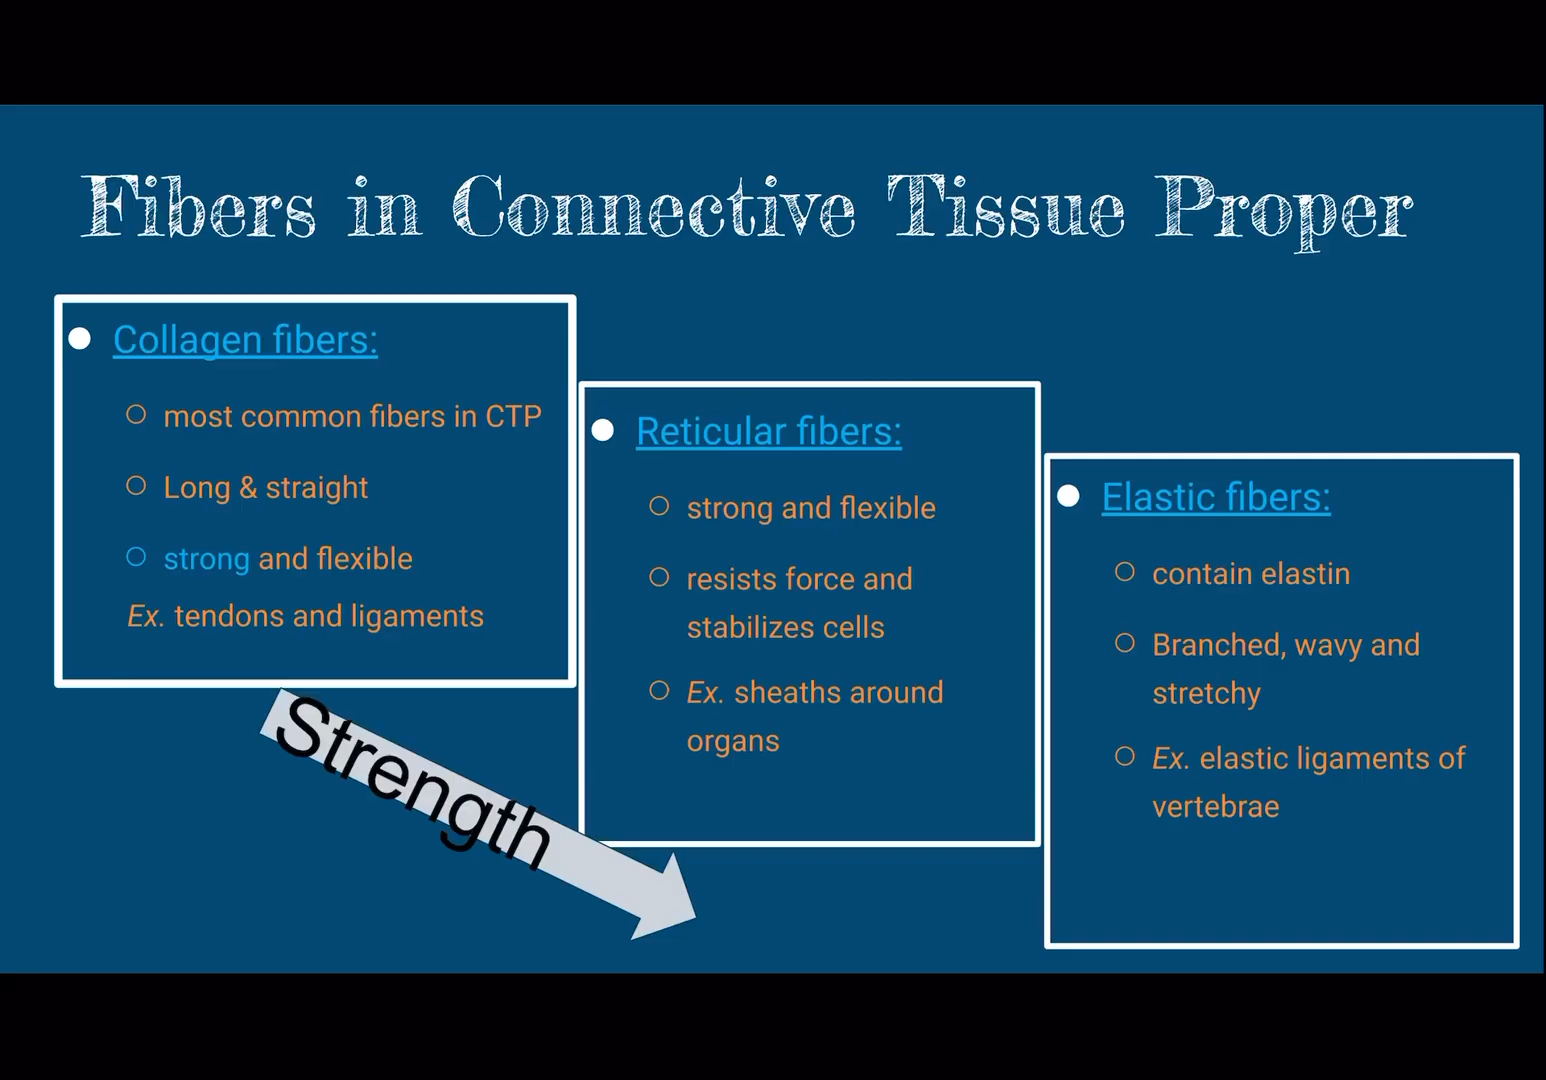 Fibers in Connective Tissue Proper
Collagen fibers:
most common fibers in CTP
Long & straight
strong and flexible
Ex. tendons and ligaments
Reticular fibers:
strong and flexible
resists force and
stabilizes cells
Ex. sheaths around
organs
Elastic fibers:
contain elastin
Branched, wavy and
stretchy
Ex. elastic ligaments of
vertebrae
Strength